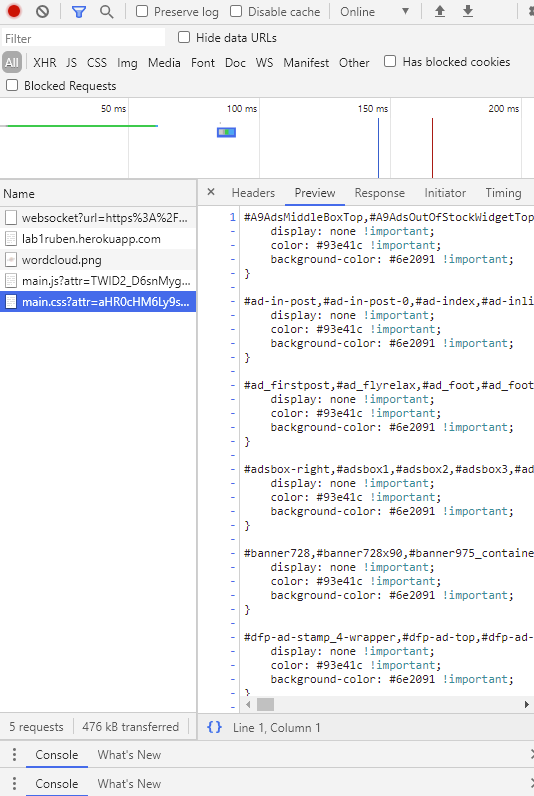 Preserve log Disable cache Online
Filter Hide data URLs
All XHR JS CSS Img Media Font Doc WS Manifest Other Has blocked cookies
Blocked Requests
50 ms 100 ms 150 ms 200 ms
Name
websocket?url=https%3A%2F...
lab1ruben.herokuapp.com
wordcloud.png
main.js?attr=TWID2_D6snMyg...
main.css?attr=aHR0cHM6Ly9s...
× Headers Preview Response Initiator Timing
1 #A9AdsMiddleBoxTop,#A9AdsOutOfStockWidgetTop
- display: none !important;
- color: #93e41c !important;
- background-color: #6e2091 !important;
- }
-
- #ad-in-post,#ad-in-post-0,#ad-index,#ad-inli
- display: none !important;
- color: #93e41c !important;
- background-color: #6e2091 !important;
- }
-
- #ad_firstpost,#ad_flyrelax,#ad_foot,#ad_foot
- display: none !important;
- color: #93e41c !important;
- background-color: #6e2091 !important;
- }
-
- #adsbox-right,#adsbox1,#adsbox2,#adsbox3,#ad
- display: none !important;
- color: #93e41c !important;
- background-color: #6e2091 !important;
- }
-
- #banner728,#banner728x90,#banner975_containe
- display: none !important;
- color: #93e41c !important;
- background-color: #6e2091 !important;
- }
-
- #dfp-ad-stamp_4-wrapper,#dfp-ad-top,#dfp-ad-
- display: none !important;
- color: #93e41c !important;
- background-color: #6e2091 !important;
- }
5 requests 476 kB transferred {} Line 1, Column 1
Console What's New
Console What's New